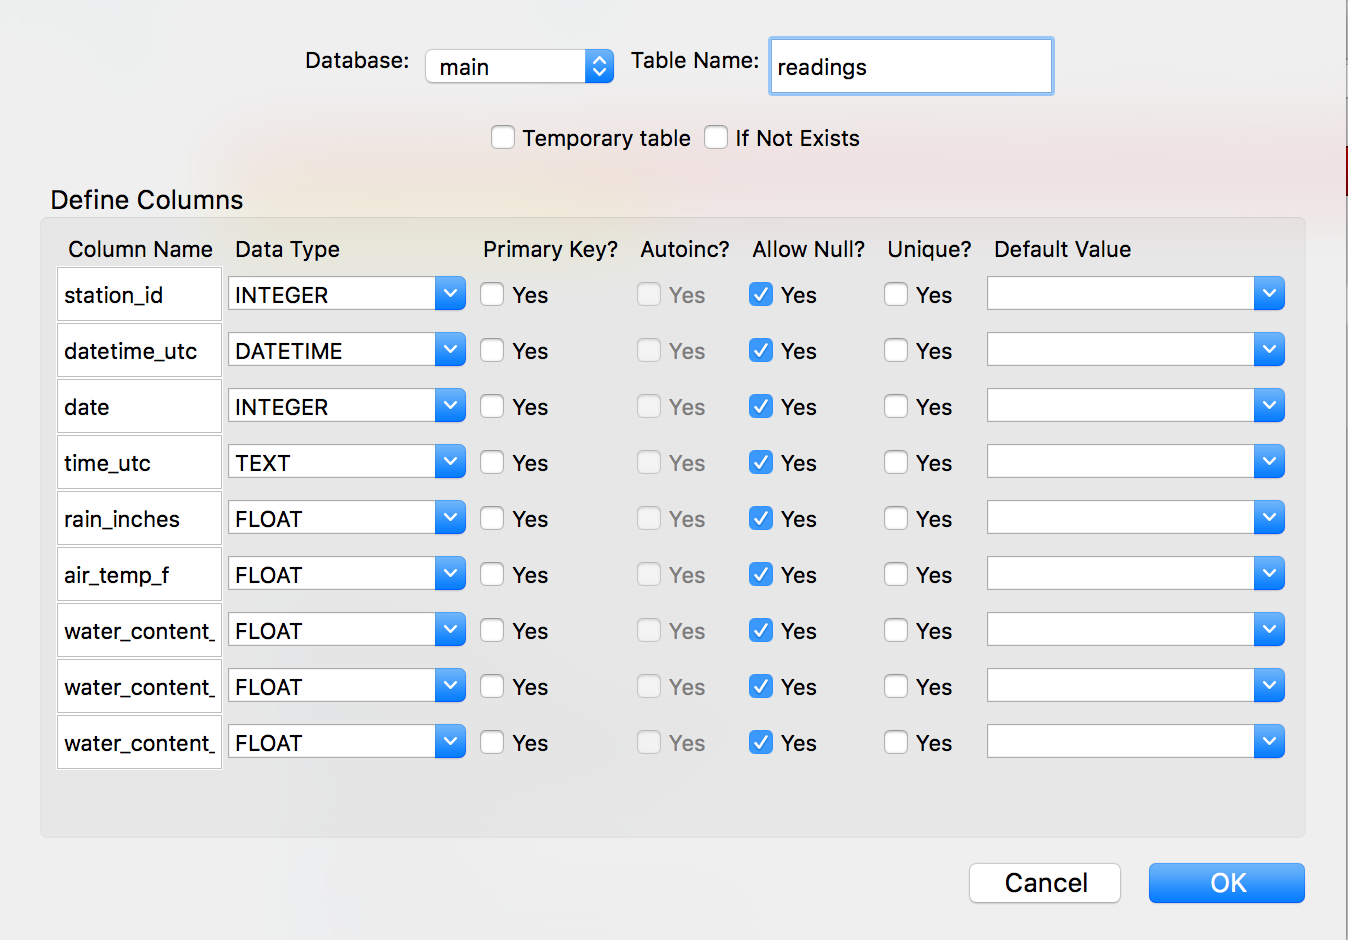 Database: main Table Name: readings
Temporary table If Not Exists
Define Columns
Column Name Data Type Primary Key? Autoinc? Allow Null? Unique? Default Value
station_id INTEGER Yes Yes Yes Yes
datetime_utc DATETIME Yes Yes Yes Yes
date INTEGER Yes Yes Yes Yes
time_utc TEXT Yes Yes Yes Yes
rain_inches FLOAT Yes Yes Yes Yes
air_temp_f FLOAT Yes Yes Yes Yes
water_content_ FLOAT Yes Yes Yes Yes
water_content_ FLOAT Yes Yes Yes Yes
water_content_ FLOAT Yes Yes Yes Yes
Cancel OK